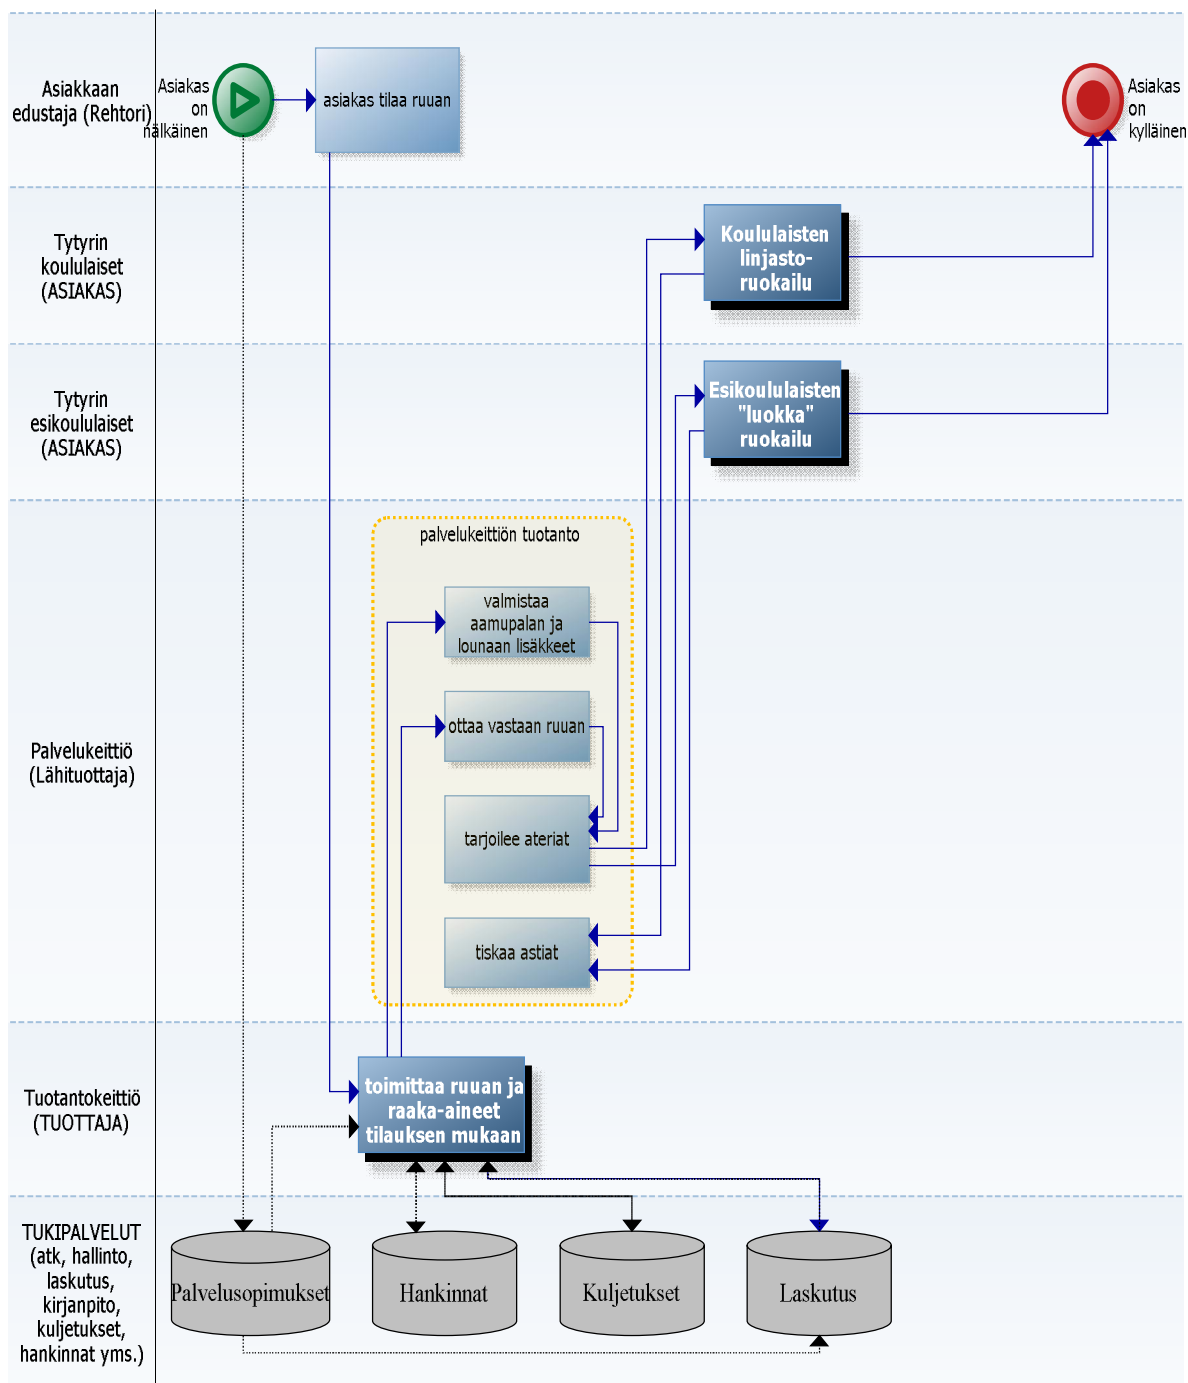 Asiakkaan
edustaja (Rehtori)
Asiakas
on
nälkäinen
asiakas tilaa ruuan
Asiakas
on
kylläinen
Tytyrin
koululaiset
(ASIAKAS)
Koululaisten
linjasto-
ruokailu
Tytyrin
esikoululaiset
(ASIAKAS)
Esikoululaisten
"luokka"
ruokailu
Palvelukeittiö
(Lähituottaja)
palvelukeittiön tuotanto
valmistaa
aamupalan ja
lounaan lisäkkeet
ottaa vastaan ruuan
tarjoilee ateriat
tiskaa astiat
Tuotantokeittiö
(TUOTTAJA)
toimittaa ruuan ja
raaka-aineet
tilauksen mukaan
TUKIPALVELUT
(atk, hallinto,
laskutus,
kirjanpito,
kuljetukset,
hankinnat yms.)
Palvelusopimukset
Hankinnat
Kuljetukset
Laskutus